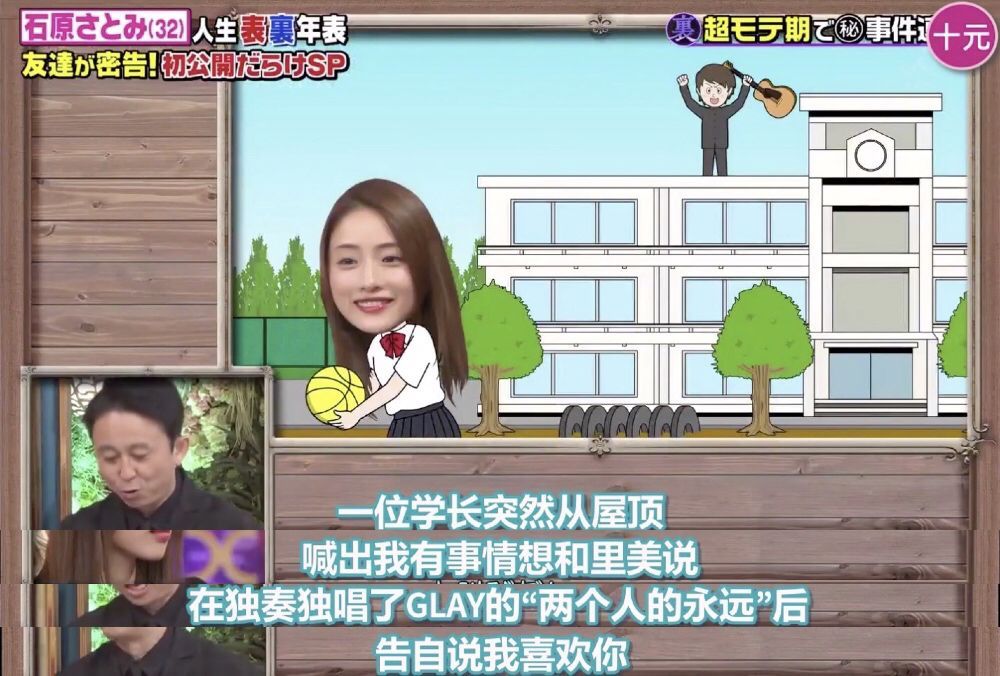 石原さとみ(32)人生表裏年表
友達が密告!初公開だらけSP
裏 超モテ期で㊙事件
十元
一位学长突然从屋顶
喊出我有事情想和里美说
在独奏独唱了GLAY的“两个人的永远”后
告自说我喜欢你